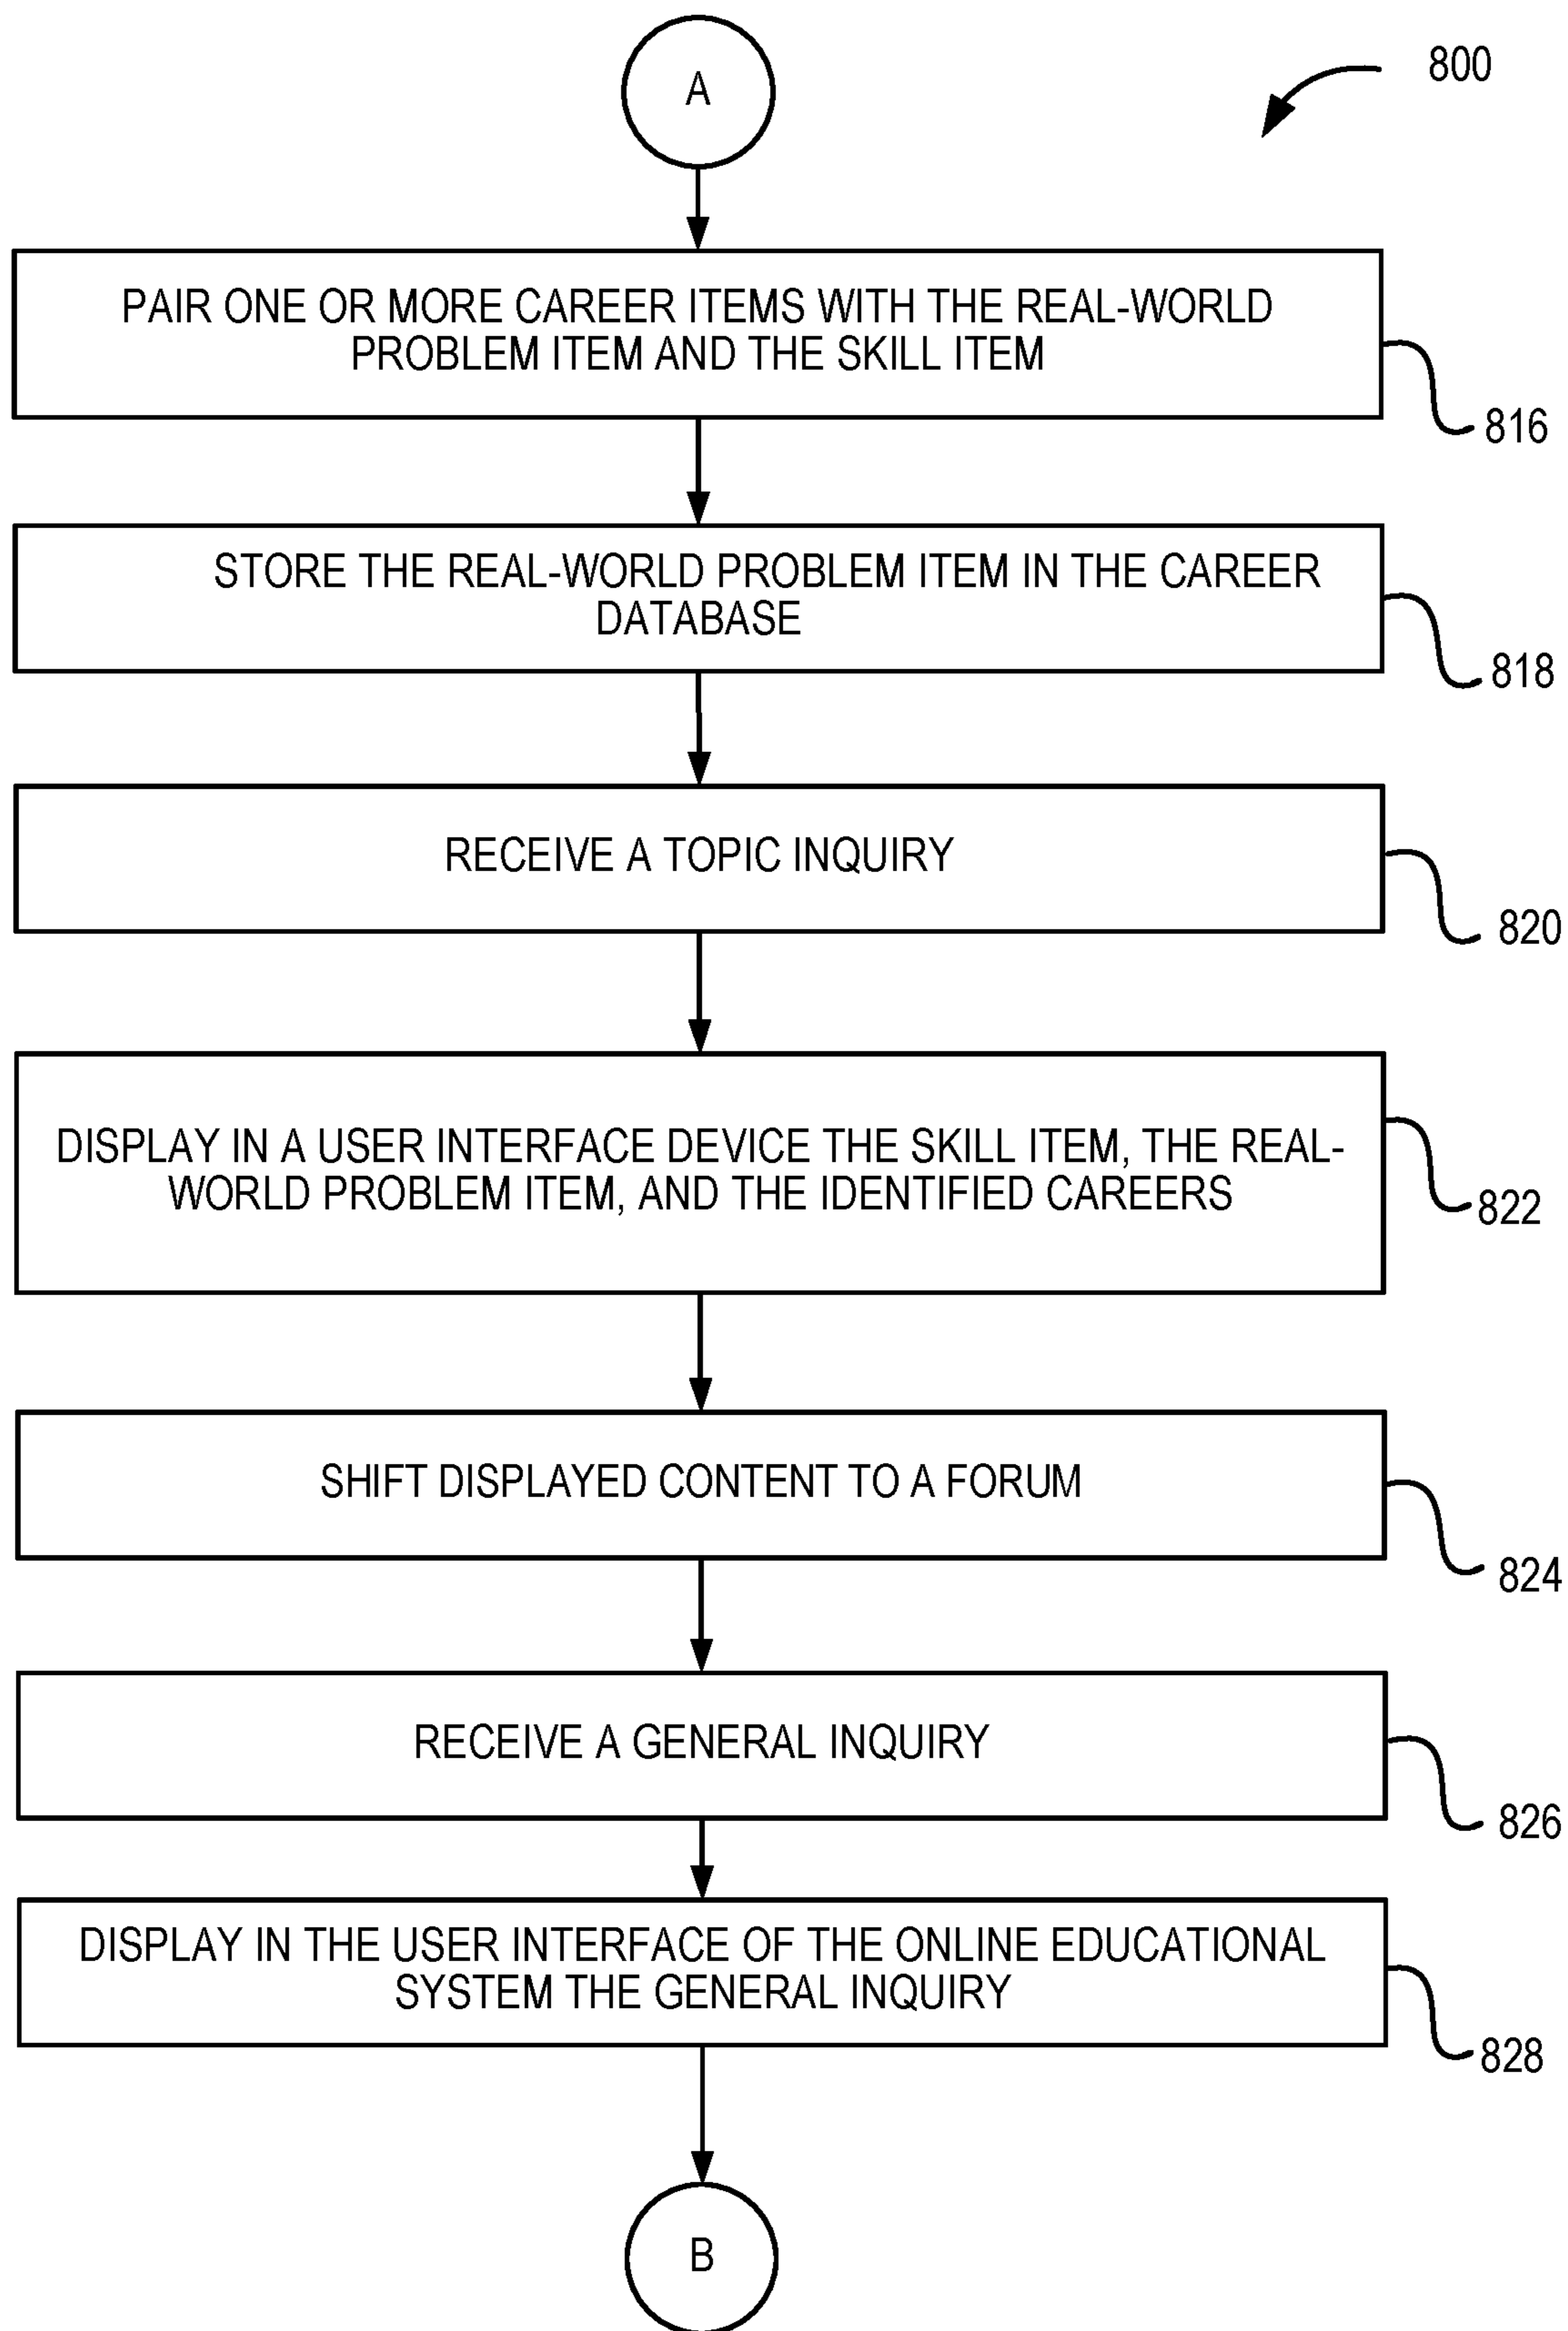 A
800
PAIR ONE OR MORE CAREER ITEMS WITH THE REAL-WORLD
PROBLEM ITEM AND THE SKILL ITEM
816
STORE THE REAL-WORLD PROBLEM ITEM IN THE CAREER
DATABASE
818
RECEIVE A TOPIC INQUIRY
820
DISPLAY IN A USER INTERFACE DEVICE THE SKILL ITEM, THE REAL-
WORLD PROBLEM ITEM, AND THE IDENTIFIED CAREERS
822
SHIFT DISPLAYED CONTENT TO A FORUM
824
RECEIVE A GENERAL INQUIRY
826
DISPLAY IN THE USER INTERFACE OF THE ONLINE EDUCATIONAL
SYSTEM THE GENERAL INQUIRY
828
B